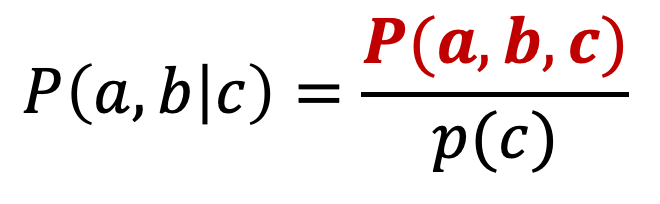 P(a, b|c) = P(a, b, c) / p(c)